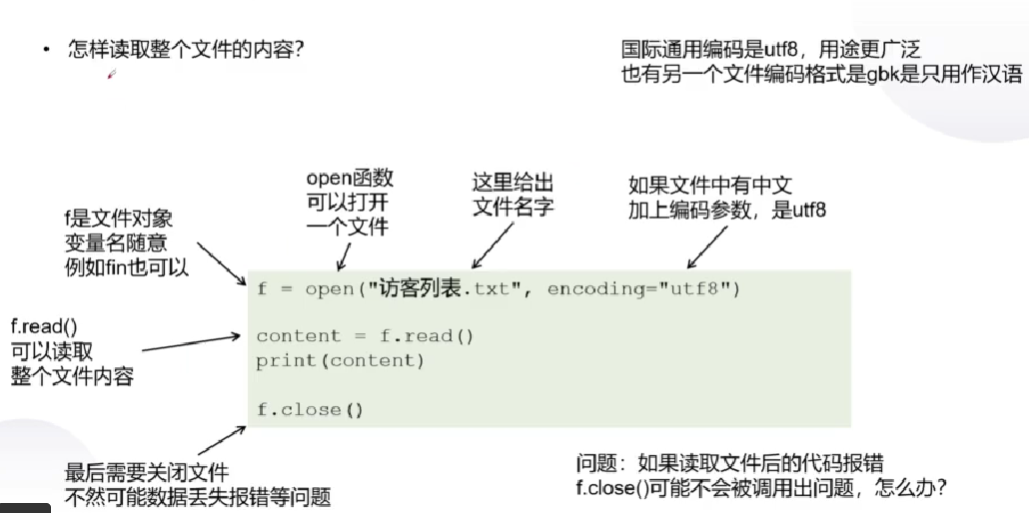 • 怎样读取整个文件的内容?
国际通用编码是utf8，用途更广泛
也有另一个文件编码格式是gbk是只用作汉语
open函数
可以打开
一个文件
这里给出
文件名字
如果文件中有中文
加上编码参数，是utf8
f是文件对象
变量名随意
例如fin也可以
f = open("访客列表.txt", encoding="utf8")
f.read()
可以读取
整个文件内容
content = f.read()
print(content)
f.close()
最后需要关闭文件
不然可能数据丢失报错等问题
问题：如果读取文件后的代码报错
f.close()可能不会被调用出问题，怎么办?